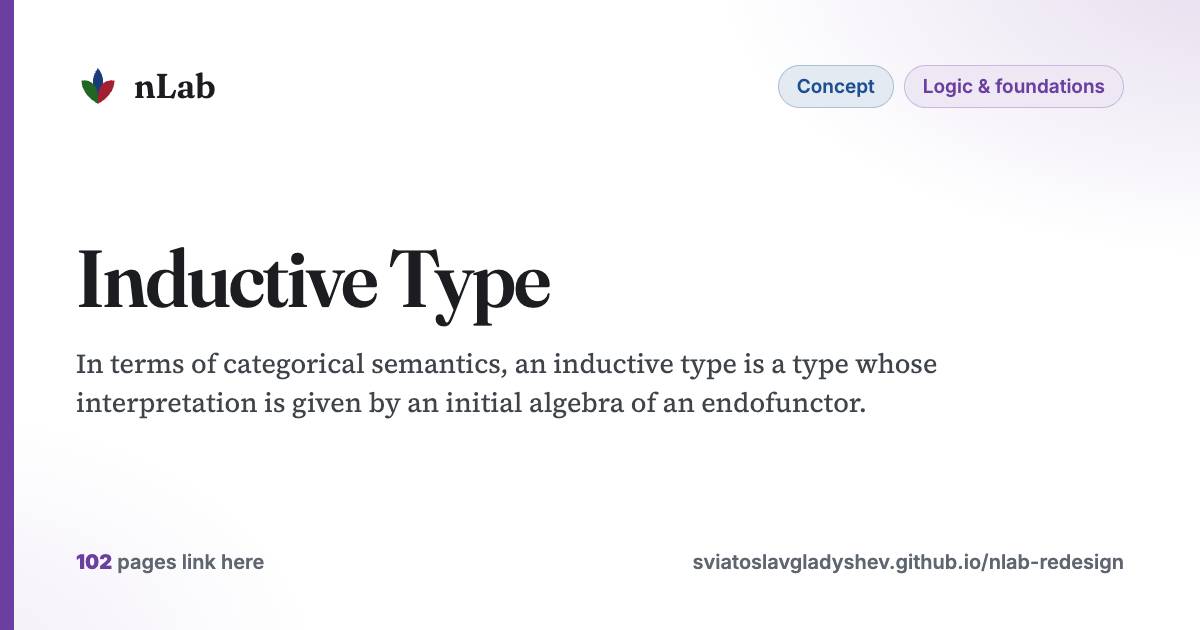 nLab
Concept
Logic & foundations
Inductive Type
In terms of categorical semantics, an inductive type is a type whose
interpretation is given by an initial algebra of an endofunctor.
102 pages link here
sviatoslavgladyshev.github.io/nlab-redesign